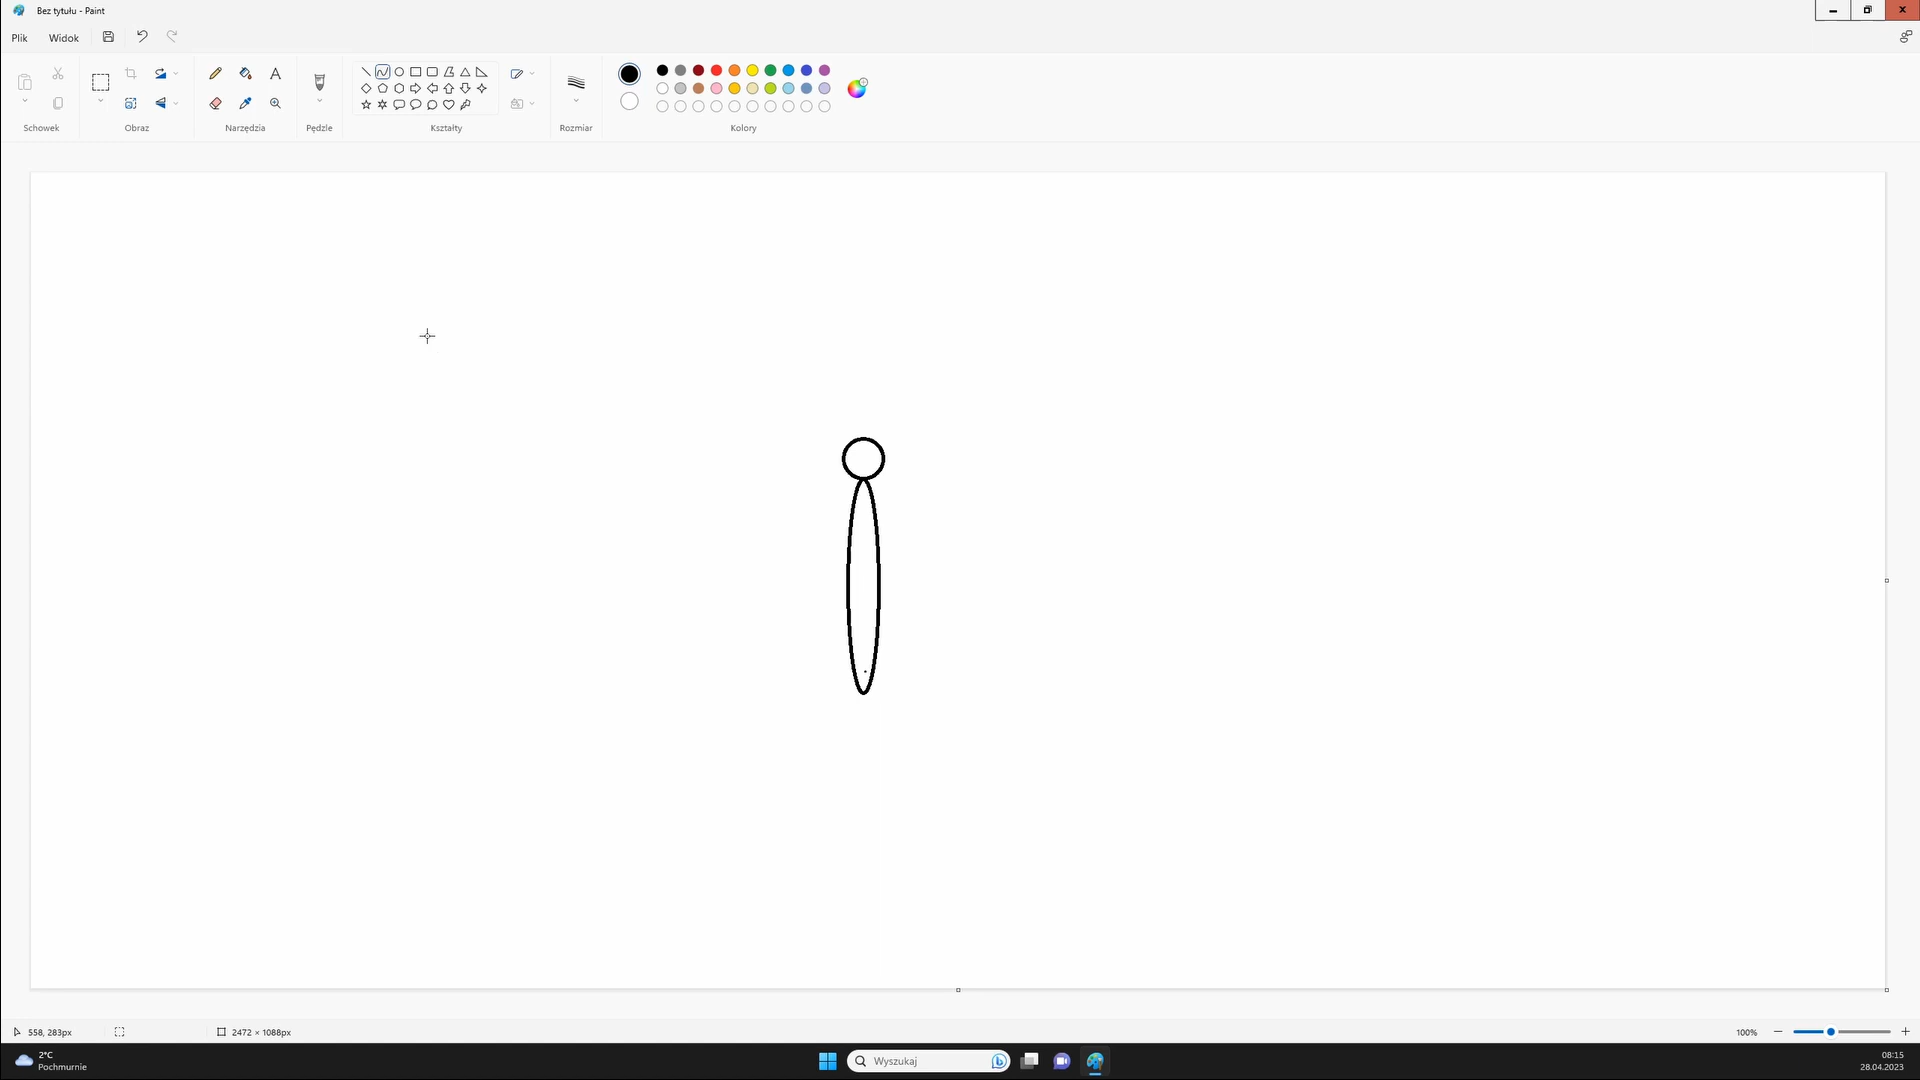 Bez tytułu - Paint
Plik Widok
Schowek Obraz Narzędzia Pędzle Kształty Rozmiar Kolory
558, 283px 2472 × 1088px 100%
2°C
Pochmurnie
Wyszukaj
08:15
28.04.2023